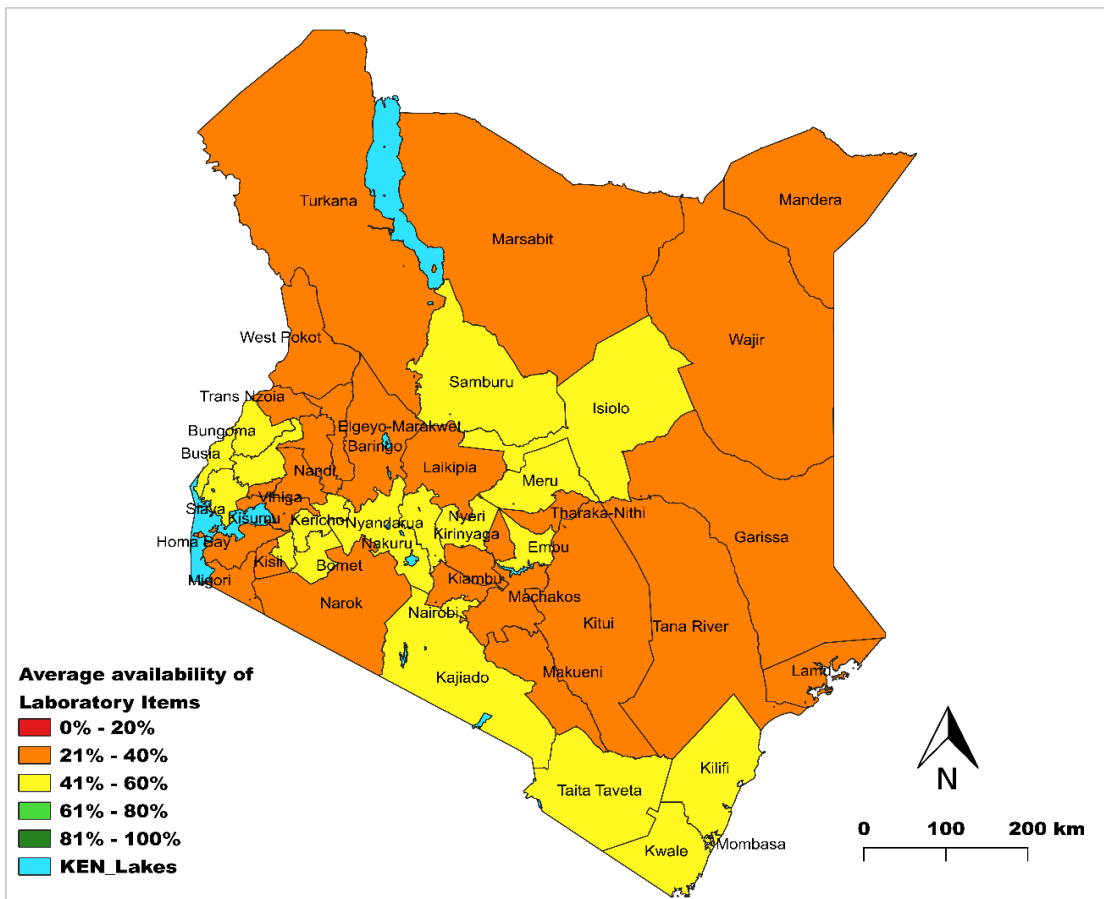 Turkana
Mandera
Marsabit
West Pokot
Wajir
Samburu
Trans Nzoia
Isiolo
Elgeyo-Marakwet
Bungoma
Baringo
Busia
Laikipia
Nandi
Meru
Vihiga
Siaya
Kisumu
Kericho
Nyandarua
Nyeri
Tharaka-Nithi
Kirinyaga
Garissa
Homa Bay
Nakuru
Embu
Kisii
Bomet
Migori
Kiambu
Narok
Machakos
Nairobi
Kitui
Tana River
Kajiado
Makueni
Lamu
Kilifi
Taita Taveta
Mombasa
Kwale
Average availability of
Laboratory Items
0% - 20%
21% - 40%
41% - 60%
61% - 80%
81% - 100%
KEN_Lakes
N
0 100 200 km